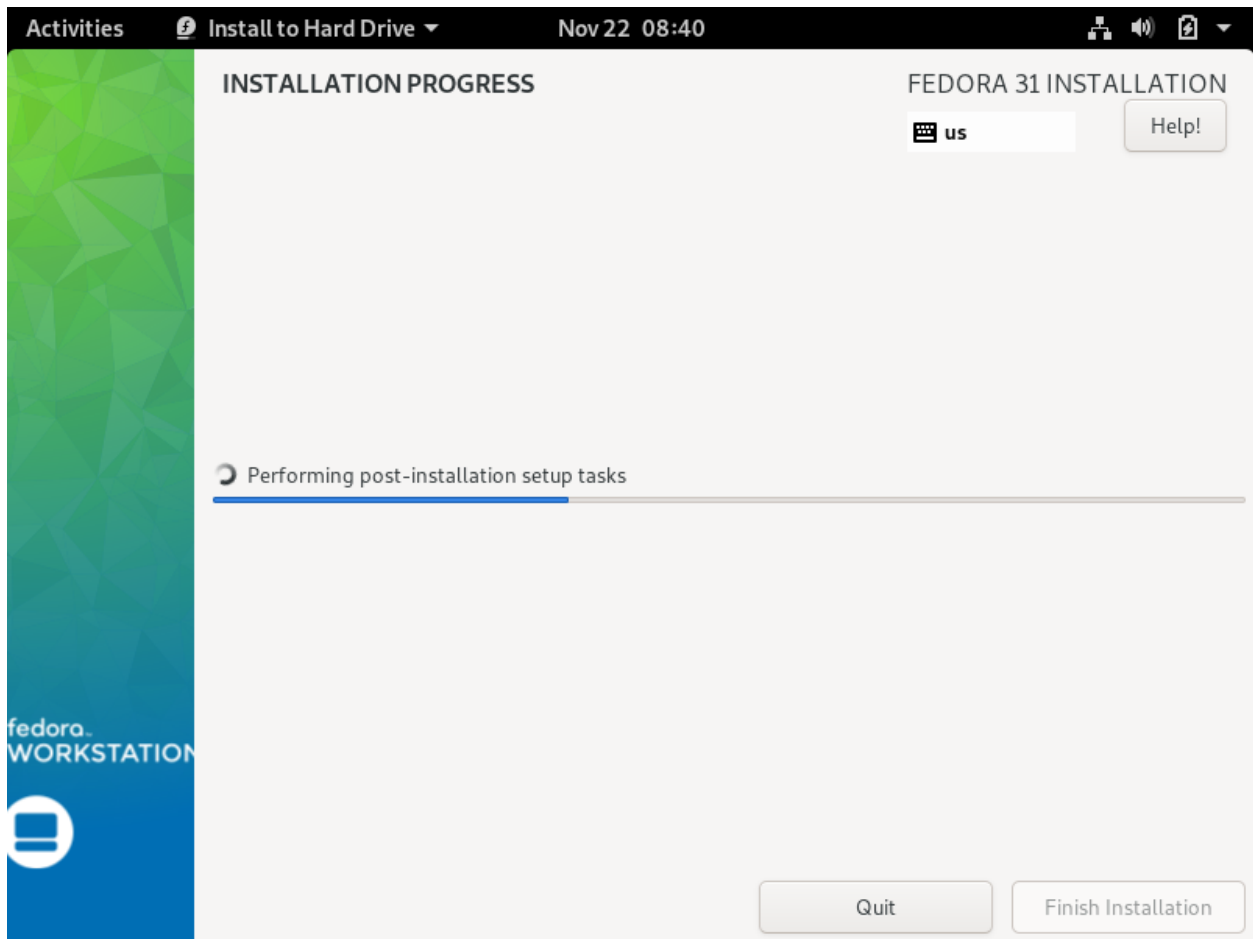 Activities Install to Hard Drive Nov 22 08:40
INSTALLATION PROGRESS
FEDORA 31 INSTALLATION
us
Help!
Performing post-installation setup tasks
fedora™
WORKSTATION
Quit
Finish Installation